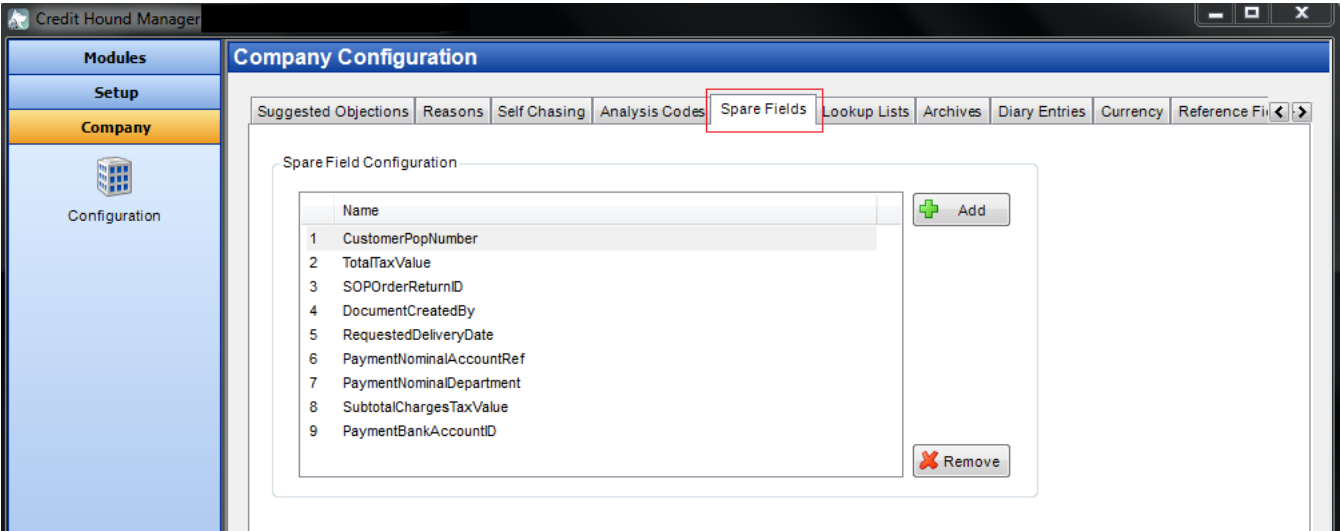 Credit Hound Manager
Modules
Setup
Company
Configuration
Company Configuration
Suggested Objections Reasons Self Chasing Analysis Codes Spare Fields Lookup Lists Archives Diary Entries Currency Reference Fi
Spare Field Configuration
Name
1 CustomerPopNumber
2 TotalTaxValue
3 SOPOrderReturnID
4 DocumentCreatedBy
5 RequestedDeliveryDate
6 PaymentNominalAccountRef
7 PaymentNominalDepartment
8 SubtotalChargesTaxValue
9 PaymentBankAccountID
Add
Remove